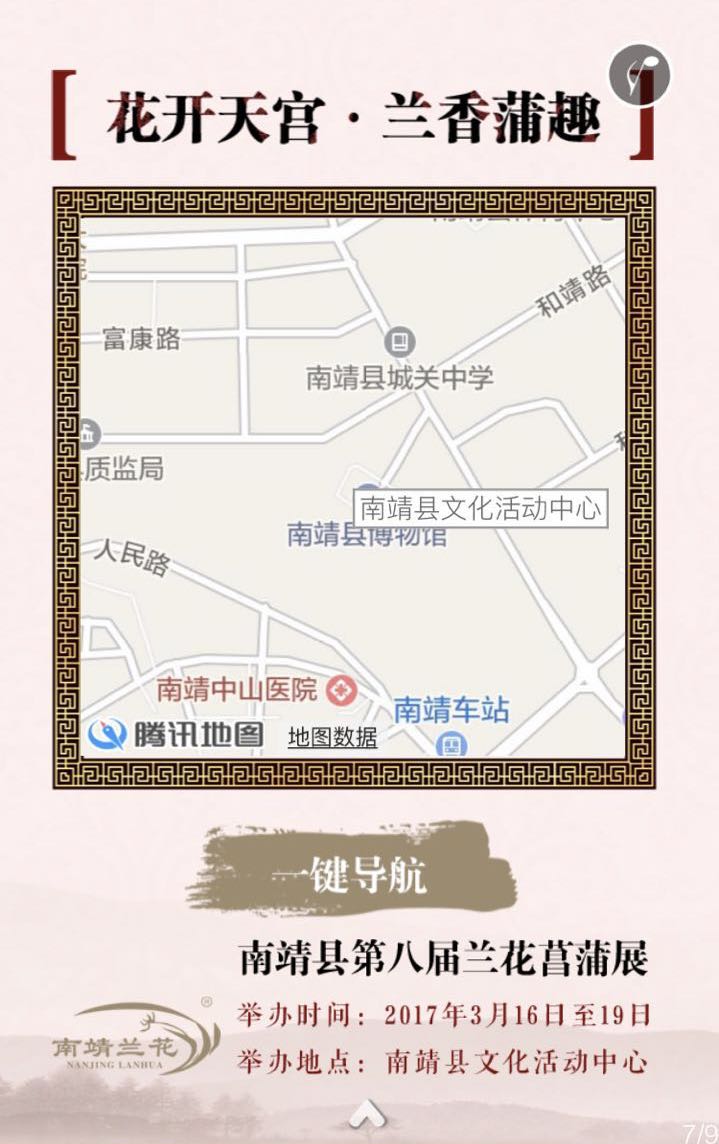 【花开天宫·兰香蒲趣】
和靖路
富康路
南靖县城关中学
质监局
南靖县文化活动中心
南靖县博物馆
人民路
南靖中山医院
南靖车站
腾讯地图
地图数据
一键导航
南靖县第八届兰花菖蒲展
举办时间：2017年3月16日至19日
举办地点：南靖县文化活动中心
南靖兰花
NANJING LANHUA
7/9